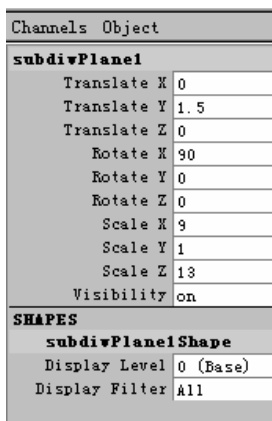 Channels Object
subdivPlane1
Translate X 0
Translate Y 1.5
Translate Z 0
Rotate X 90
Rotate Y 0
Rotate Z 0
Scale X 9
Scale Y 1
Scale Z 13
Visibility on
SHAPES
subdivPlane1Shape
Display Level 0 (Base)
Display Filter All